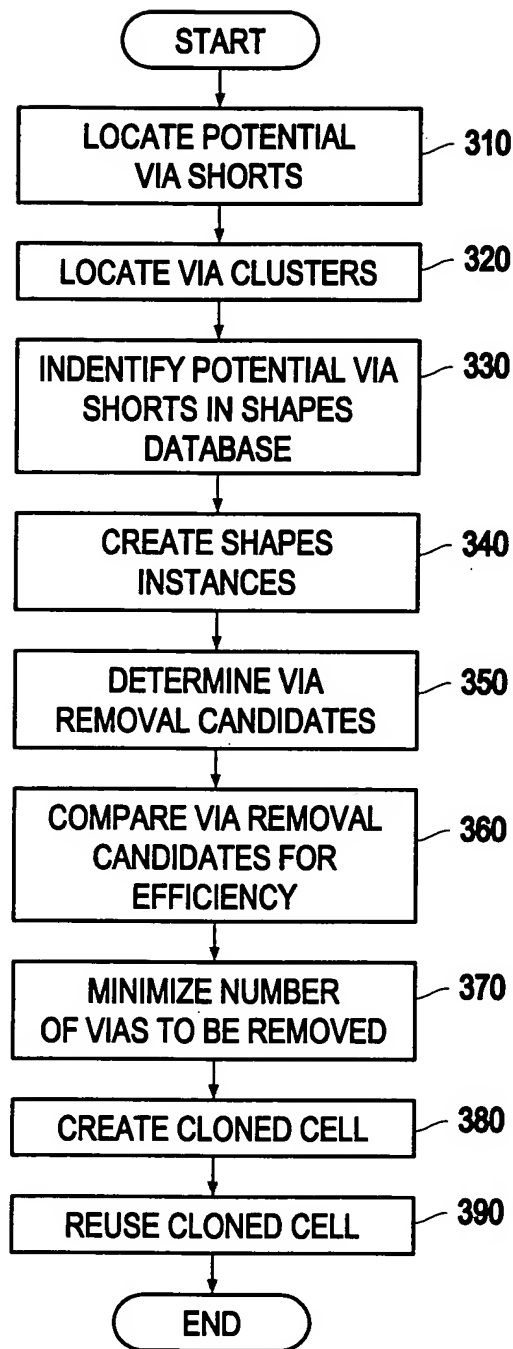 START
LOCATE POTENTIAL
VIA SHORTS
310
LOCATE VIA CLUSTERS
320
INDENTIFY POTENTIAL VIA
SHORTS IN SHAPES
DATABASE
330
CREATE SHAPES
INSTANCES
340
DETERMINE VIA
REMOVAL CANDIDATES
350
COMPARE VIA REMOVAL
CANDIDATES FOR
EFFICIENCY
360
MINIMIZE NUMBER
OF VIAS TO BE REMOVED
370
CREATE CLONED CELL
380
REUSE CLONED CELL
390
END